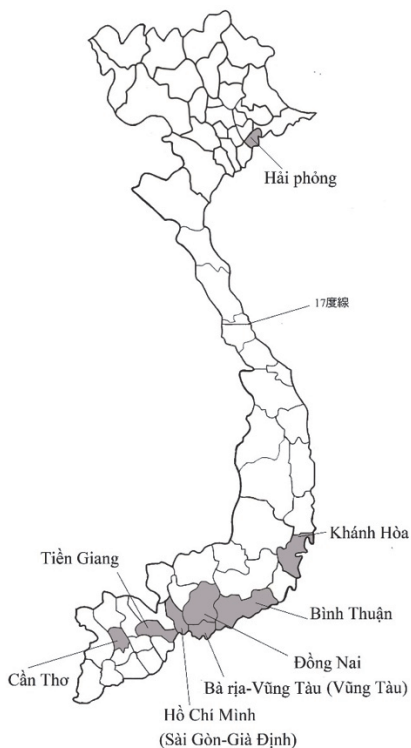 Hải phỏng
17度線
Khánh Hòa
Tiền Giang
Bình Thuận
Đồng Nai
Cần Thơ
Bà rịa-Vũng Tàu (Vũng Tàu)
Hồ Chí Minh
(Sài Gòn-Già Định)